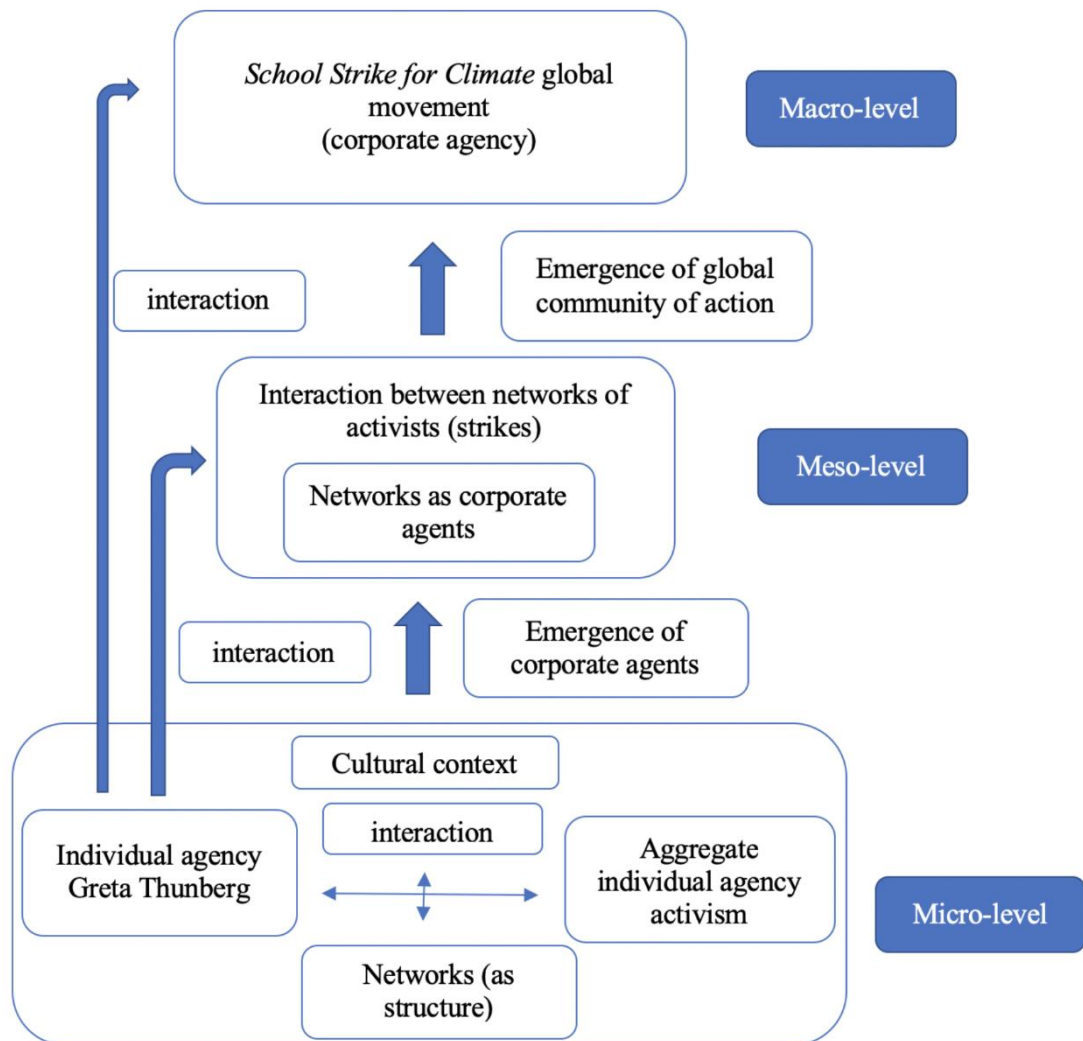 School Strike for Climate global
movement
(corporate agency)
Macro-level
Emergence of global
community of action
interaction
Interaction between networks of
activists (strikes)
Networks as corporate
agents
Meso-level
interaction
Emergence of
corporate agents
Cultural context
interaction
Individual agency
Greta Thunberg
Aggregate
individual agency
activism
Micro-level
Networks (as
structure)